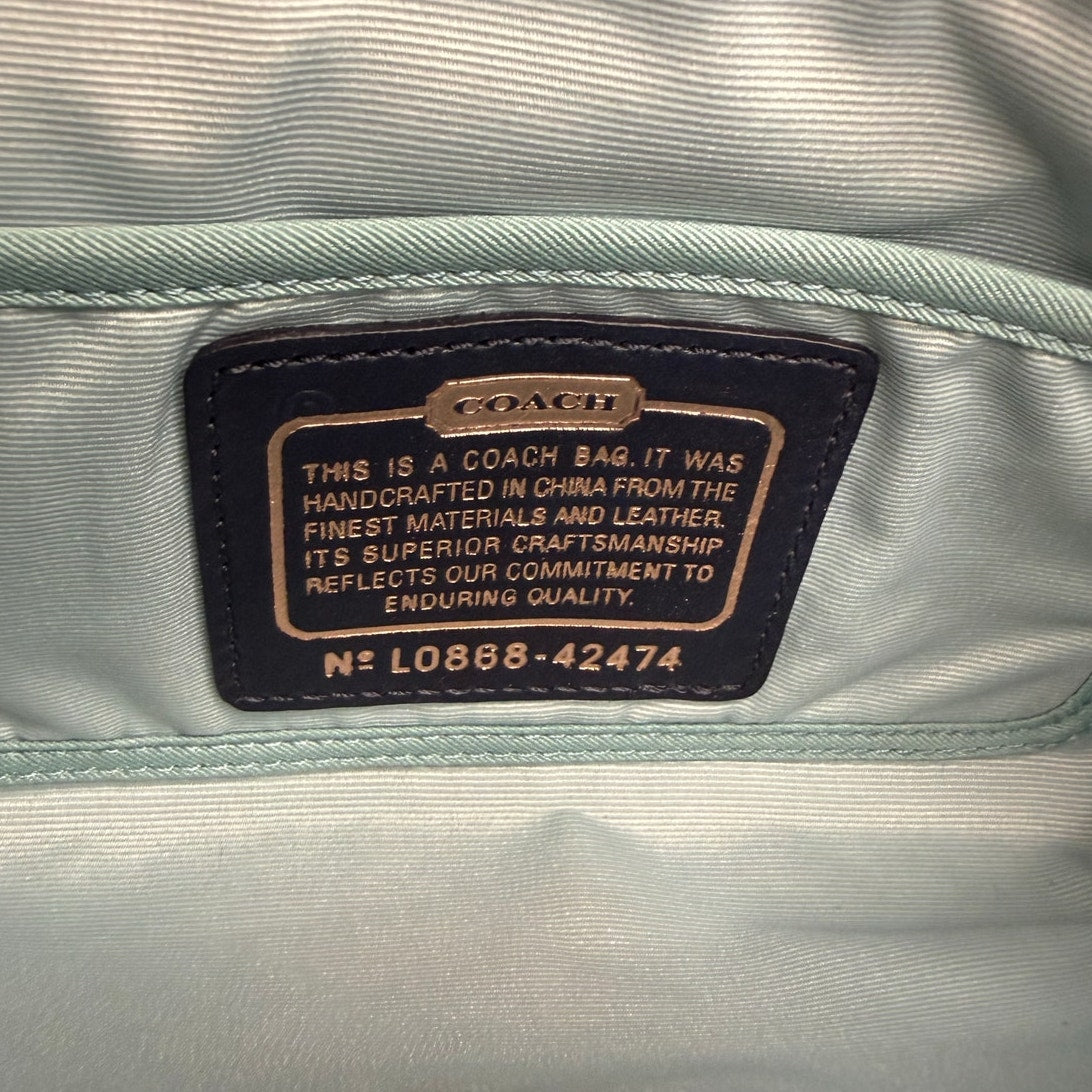 COACH
THIS IS A COACH BAG. IT WAS
HANDCRAFTED IN CHINA FROM THE
FINEST MATERIALS AND LEATHER.
ITS SUPERIOR CRAFTSMANSHIP
REFLECTS OUR COMMITMENT TO
ENDURING QUALITY.
Nº L0868-42474